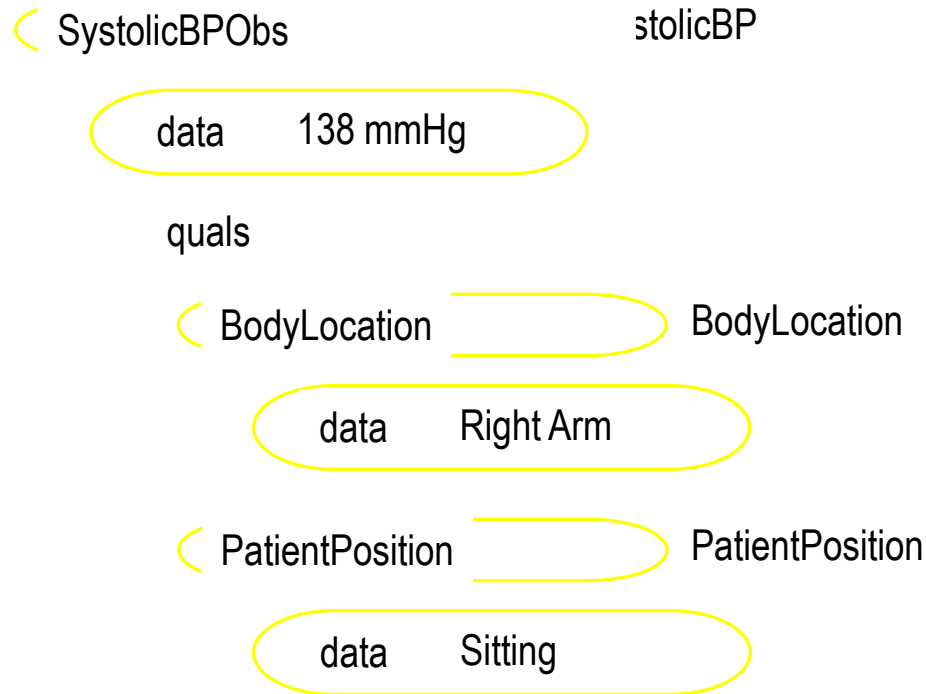 SystolicBPObs stolicBP
data 138 mmHg
quals
BodyLocation BodyLocation
data Right Arm
PatientPosition PatientPosition
data Sitting